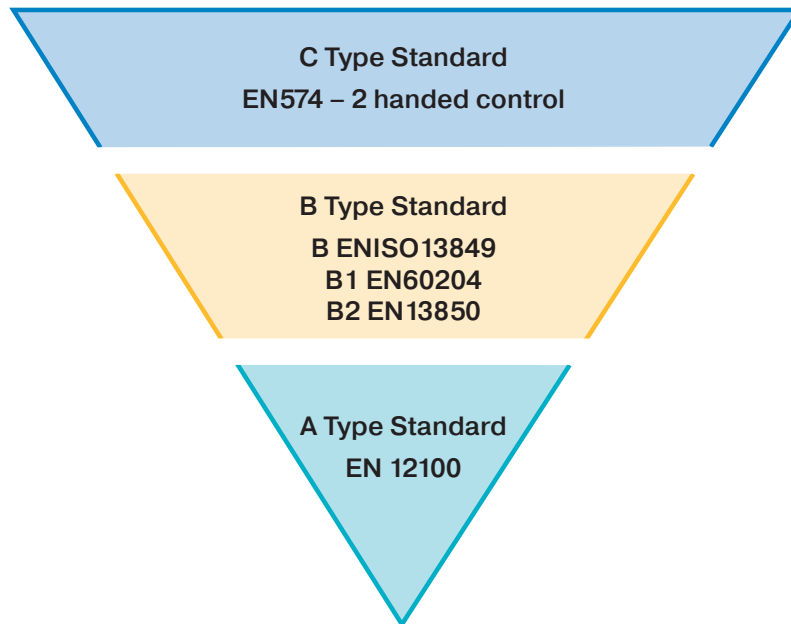 C Type Standard
EN574 – 2 handed control
B Type Standard
B ENISO13849
B1 EN60204
B2 EN13850
A Type Standard
EN 12100